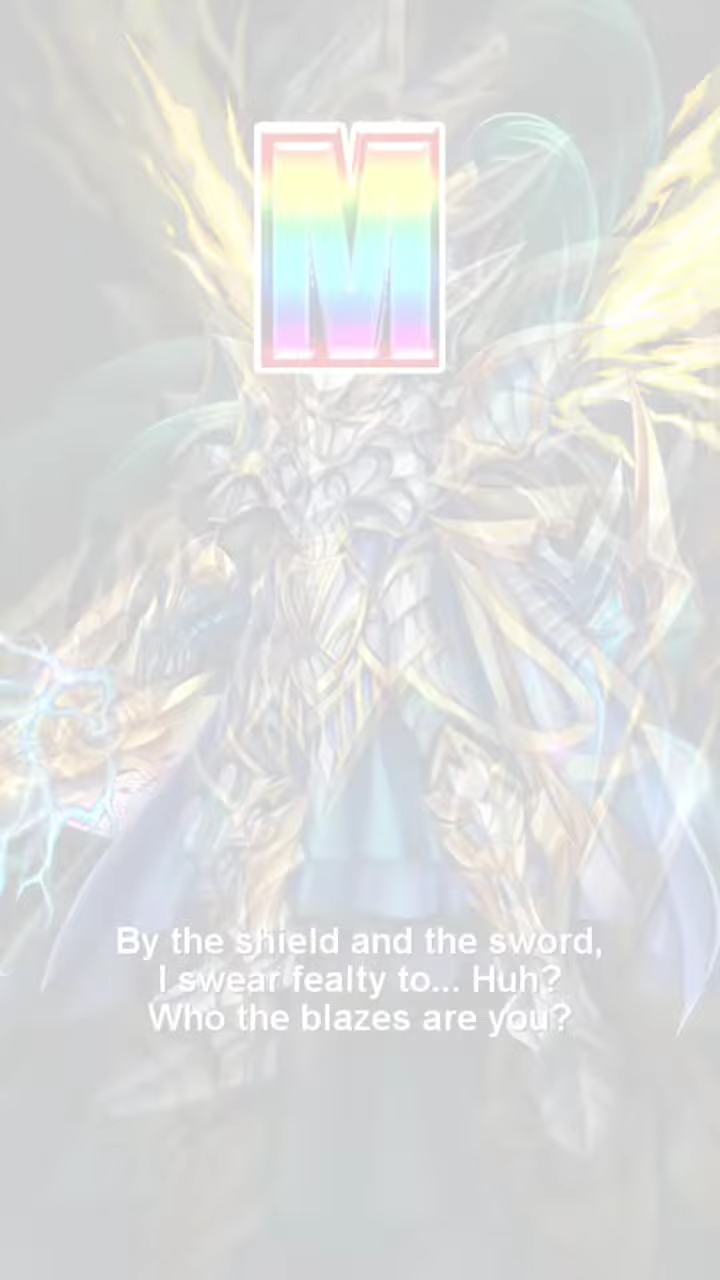 M
By the shield and the sword,
I swear fealty to... Huh?
Who the blazes are you?